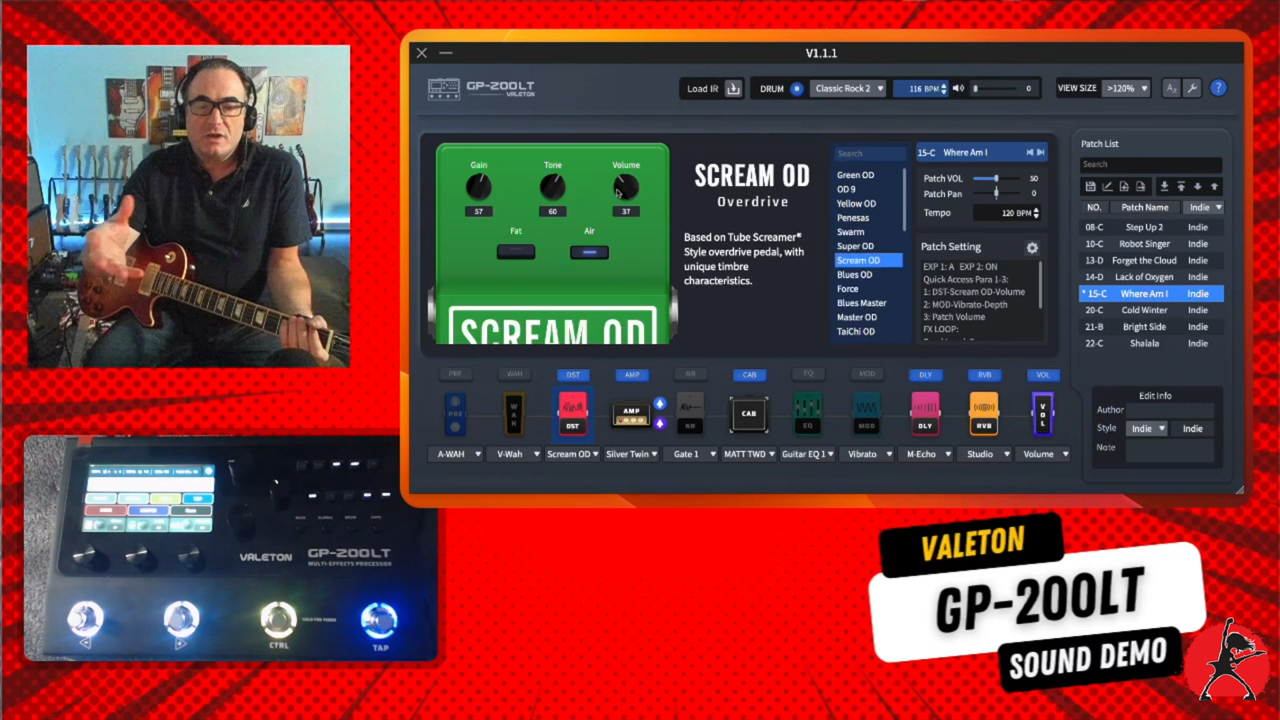 V1.1.1
GP-200LT
VALETON
Load IR
DRUM
Classic Rock 2
116 BPM
0
VIEW SIZE
>120%
?
Gain
Tone
Volume
57
60
37
Fat
Air
SCREAM OD
SCREAM OD
Overdrive
Based on Tube Screamer®
Style overdrive pedal, with
unique timbre
characteristics.
Search
Green OD
OD 9
Yellow OD
Penesas
Swarm
Super OD
Scream OD
Blues OD
Force
Blues Master
Master OD
TaiChi OD
15-C Where Am I
Patch VOL 50
Patch Pan 0
Tempo 120 BPM
Patch Setting
EXP 1: A EXP 2: ON
Quick Access Para 1-3:
1: DST-Scream OD-Volume
2: MOD-Vibrato-Depth
3: Patch Volume
FX LOOP:
Patch List
Search
NO. Patch Name Indie
08-C Step Up 2 Indie
10-C Robot Singer Indie
13-D Forget the Cloud Indie
14-D Lack of Oxygen Indie
* 15-C Where Am I Indie
20-C Cold Winter Indie
21-B Bright Side Indie
22-C Shalala Indie
Edit Info
Author
Style Indie Indie
Note
PRE WAH DST AMP NR CAB EQ MOD DLY RVB VOL
PRE WAH DST AMP NR CAB EQ MOD DLY RVB VOL
A-WAH V-Wah Scream OD Silver Twin Gate 1 MATT TWD Guitar EQ 1 Vibrato M-Echo Studio Volume
VALETON GP-200LT
MULTI-EFFECTS PROCESSOR
CTRL
TAP
VALETON
GP-200LT
SOUND DEMO